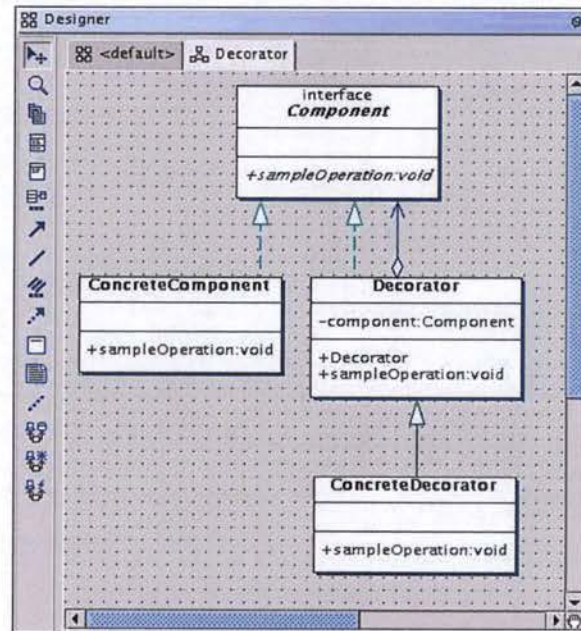 Designer
<default>
Decorator
interface
Component
+sampleOperation:void
ConcreteComponent
+sampleOperation:void
Decorator
-component:Component
+Decorator
+sampleOperation:void
ConcreteDecorator
+sampleOperation:void